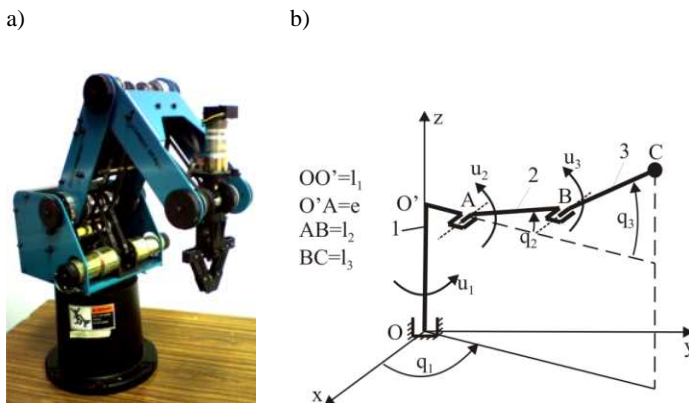 a)
b)
z
OO'=l₁
O'A=e
AB=l₂
BC=l₃
O'
A
u₂
2
B
u₃
3
C
q₂
q₃
1
u₁
O
y
x
q₁